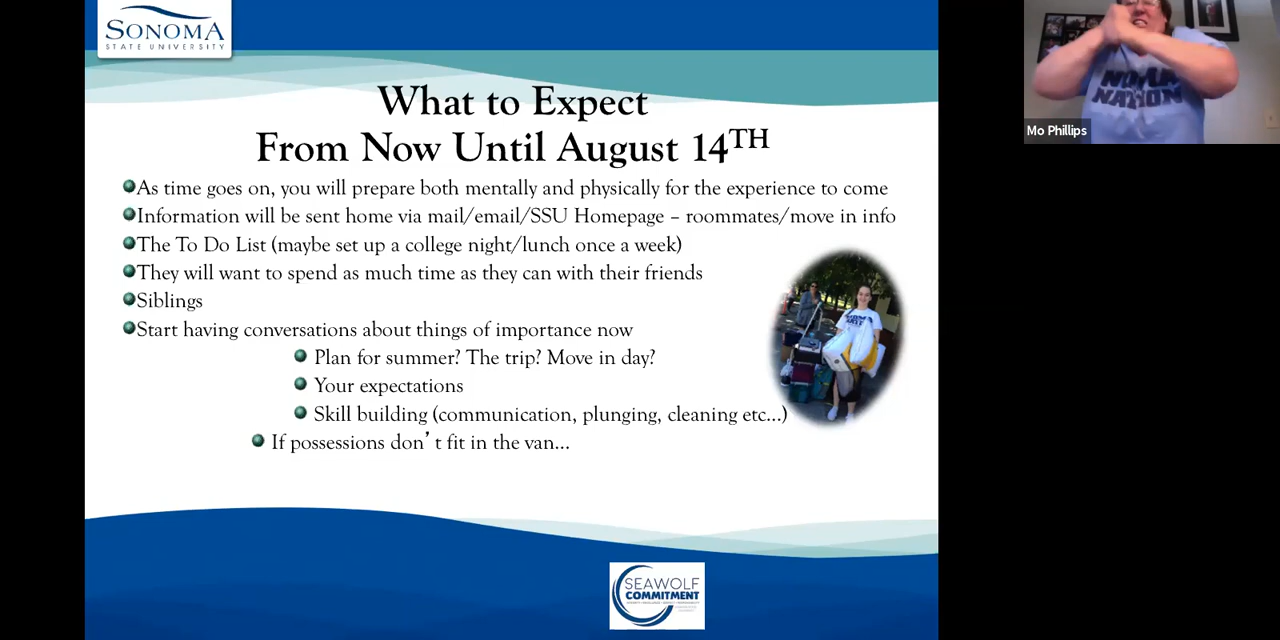 SONOMA
STATE UNIVERSITY
What to Expect
From Now Until August 14TH
As time goes on, you will prepare both mentally and physically for the experience to come
Information will be sent home via mail/email/SSU Homepage – roommates/move in info
The To Do List (maybe set up a college night/lunch once a week)
They will want to spend as much time as they can with their friends
Siblings
Start having conversations about things of importance now
Plan for summer? The trip? Move in day?
Your expectations
Skill building (communication, plunging, cleaning etc...)
If possessions don’t fit in the van...
SEAWOLF
COMMITMENT
NOMA
NATION
Mo Phillips